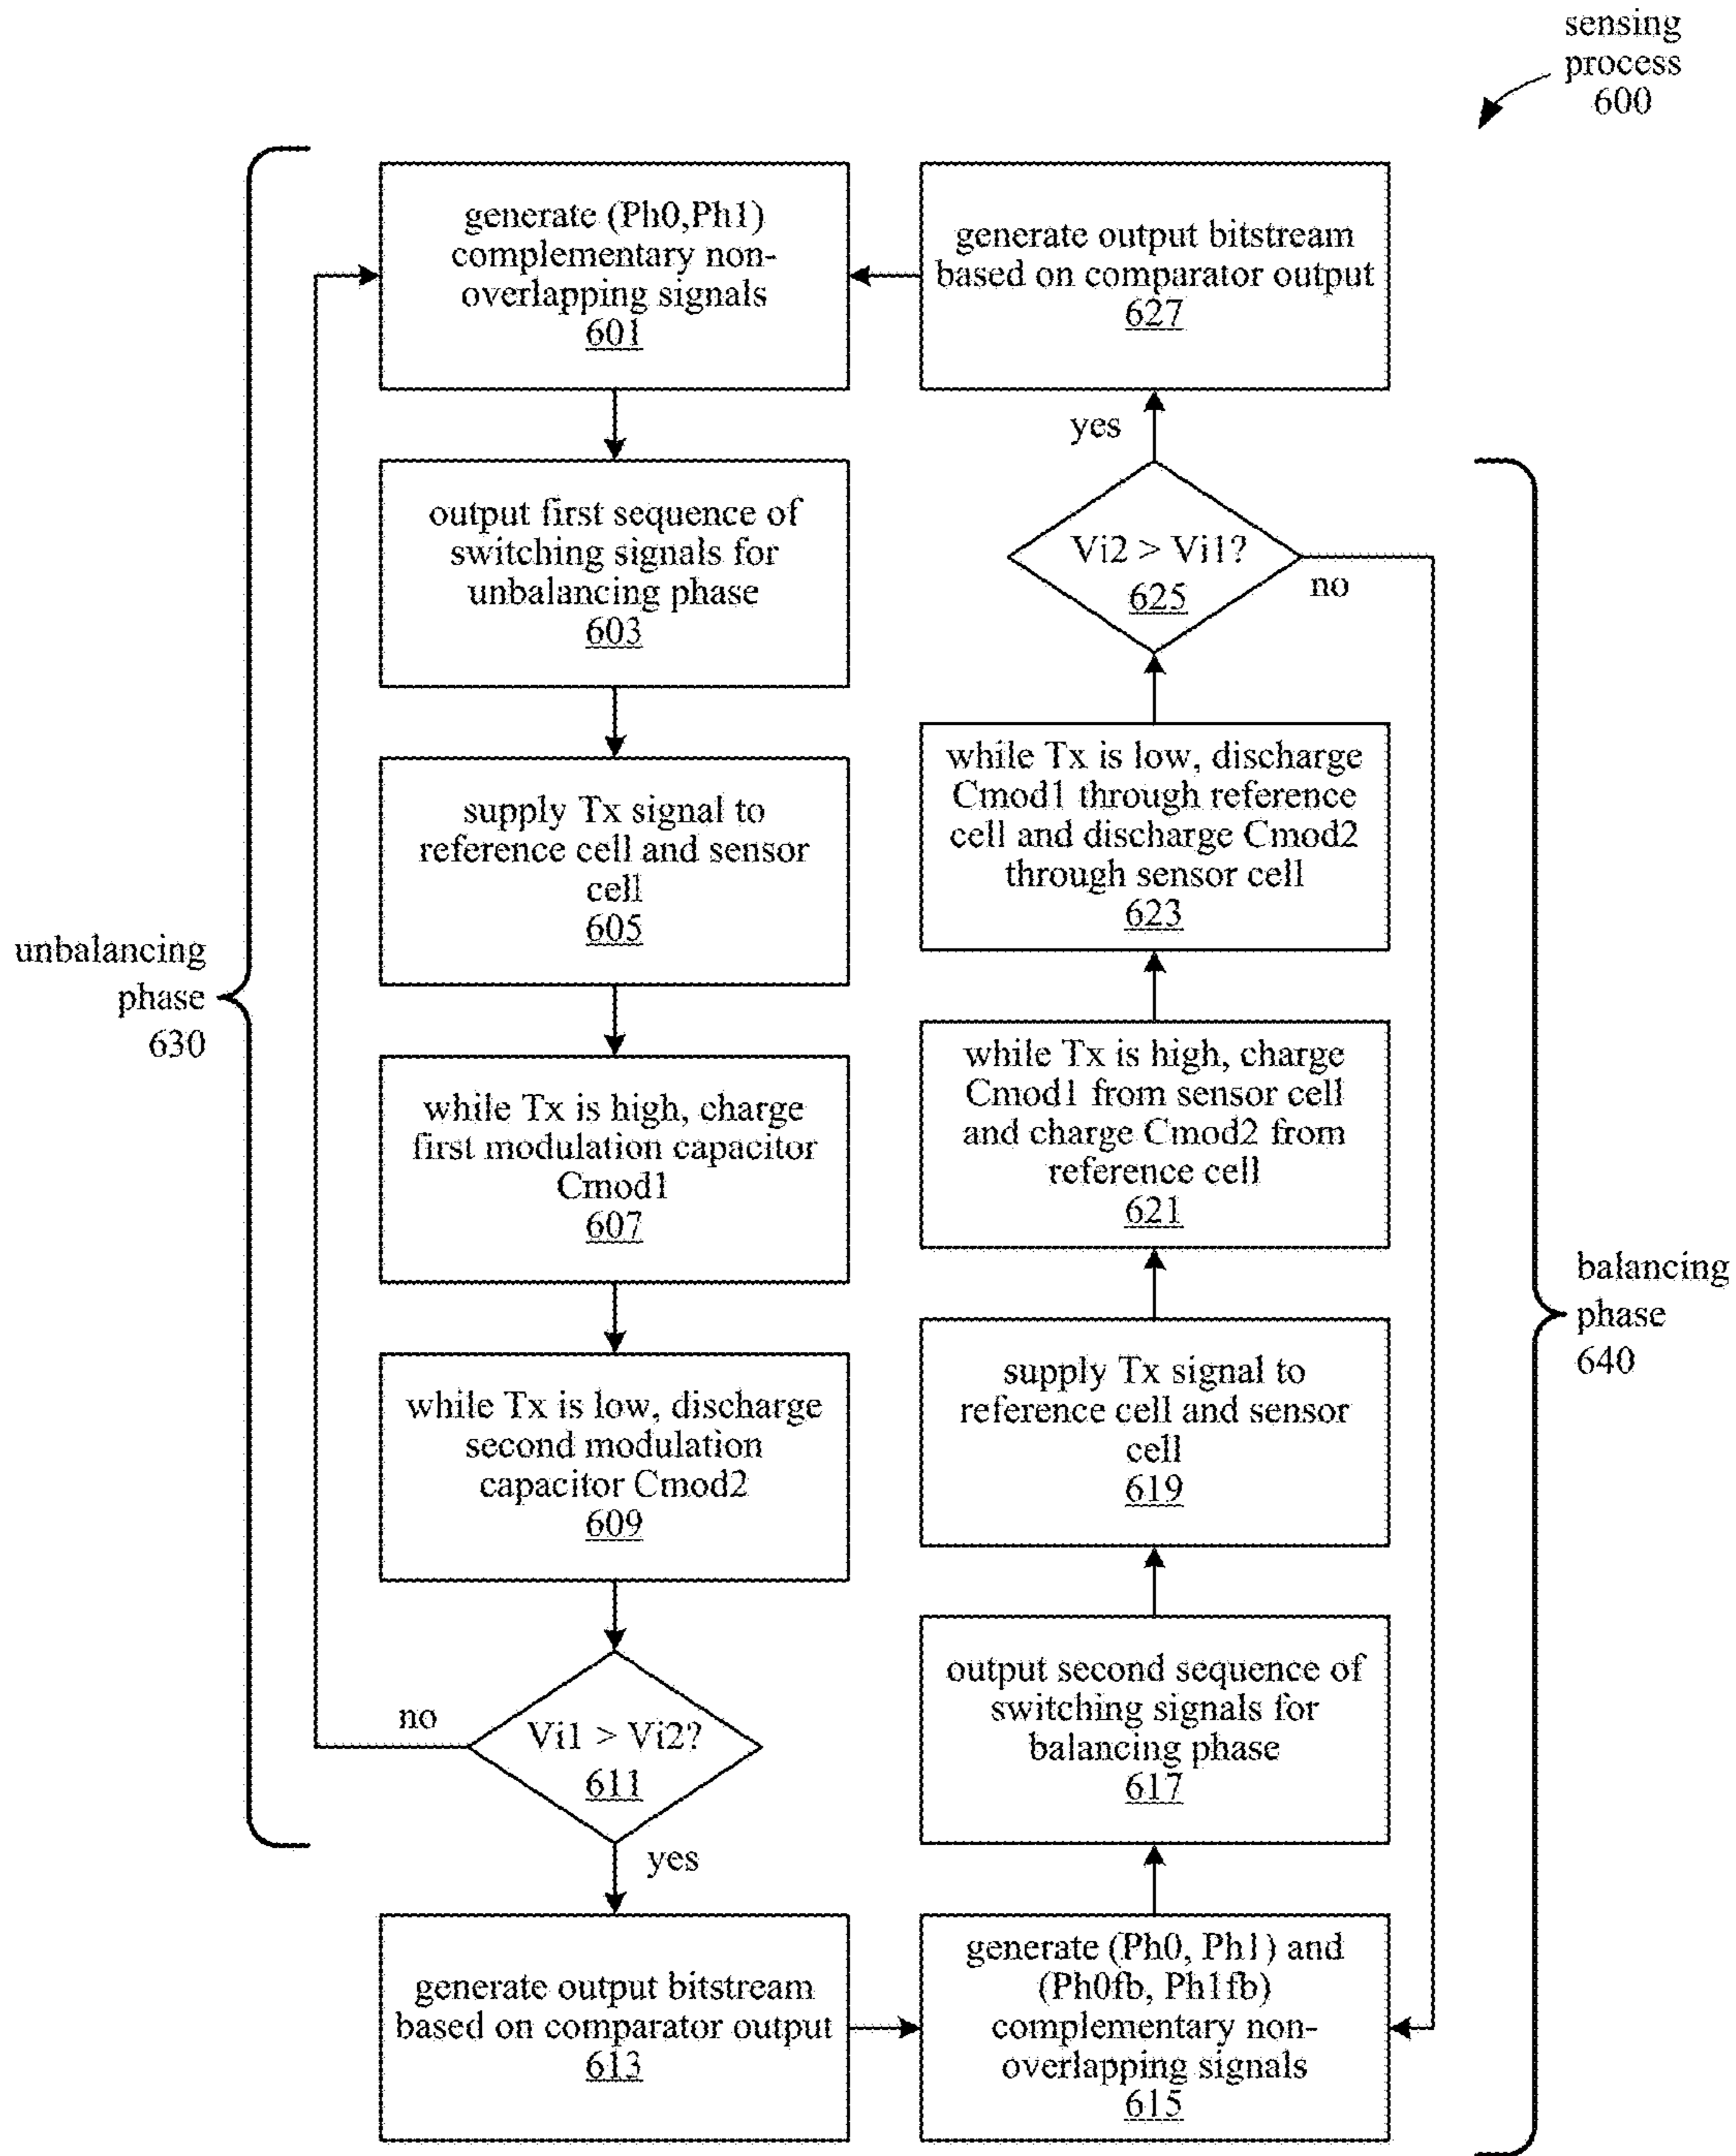 sensing
process
600
generate (Ph0,Ph1)
complementary non-
overlapping signals
601
output first sequence of
switching signals for
unbalancing phase
603
supply Tx signal to
reference cell and sensor
cell
605
while Tx is high, charge
first modulation capacitor
Cmod1
607
while Tx is low, discharge
second modulation
capacitor Cmod2
609
Vi1 > Vi2?
611
no
yes
unbalancing
phase
630
generate output bitstream
based on comparator output
613
generate (Ph0, Ph1) and
(Ph0fb, Ph1fb)
complementary non-
overlapping signals
615
output second sequence of
switching signals for
balancing phase
617
supply Tx signal to
reference cell and sensor
cell
619
while Tx is high, charge
Cmod1 from sensor cell
and charge Cmod2 from
reference cell
621
while Tx is low, discharge
Cmod1 through reference
cell and discharge Cmod2
through sensor cell
623
Vi2 > Vi1?
625
no
yes
generate output bitstream
based on comparator output
627
balancing
phase
640